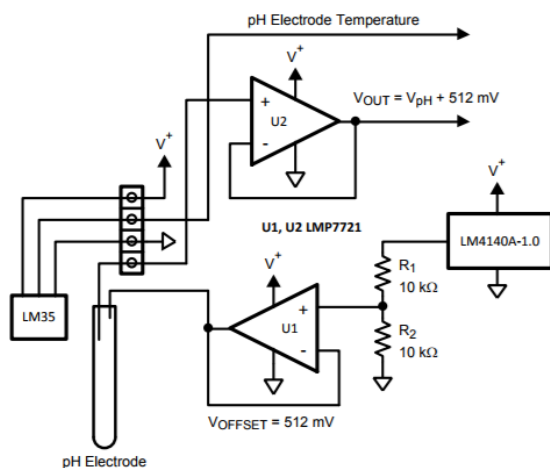 pH Electrode Temperature
V+
+
U2
-
VOUT = VpH + 512 mV
V+
V+
U1, U2 LMP7721
LM4140A-1.0
V+
R1
10 kΩ
+
U1
-
R2
10 kΩ
LM35
VOFFSET = 512 mV
pH Electrode